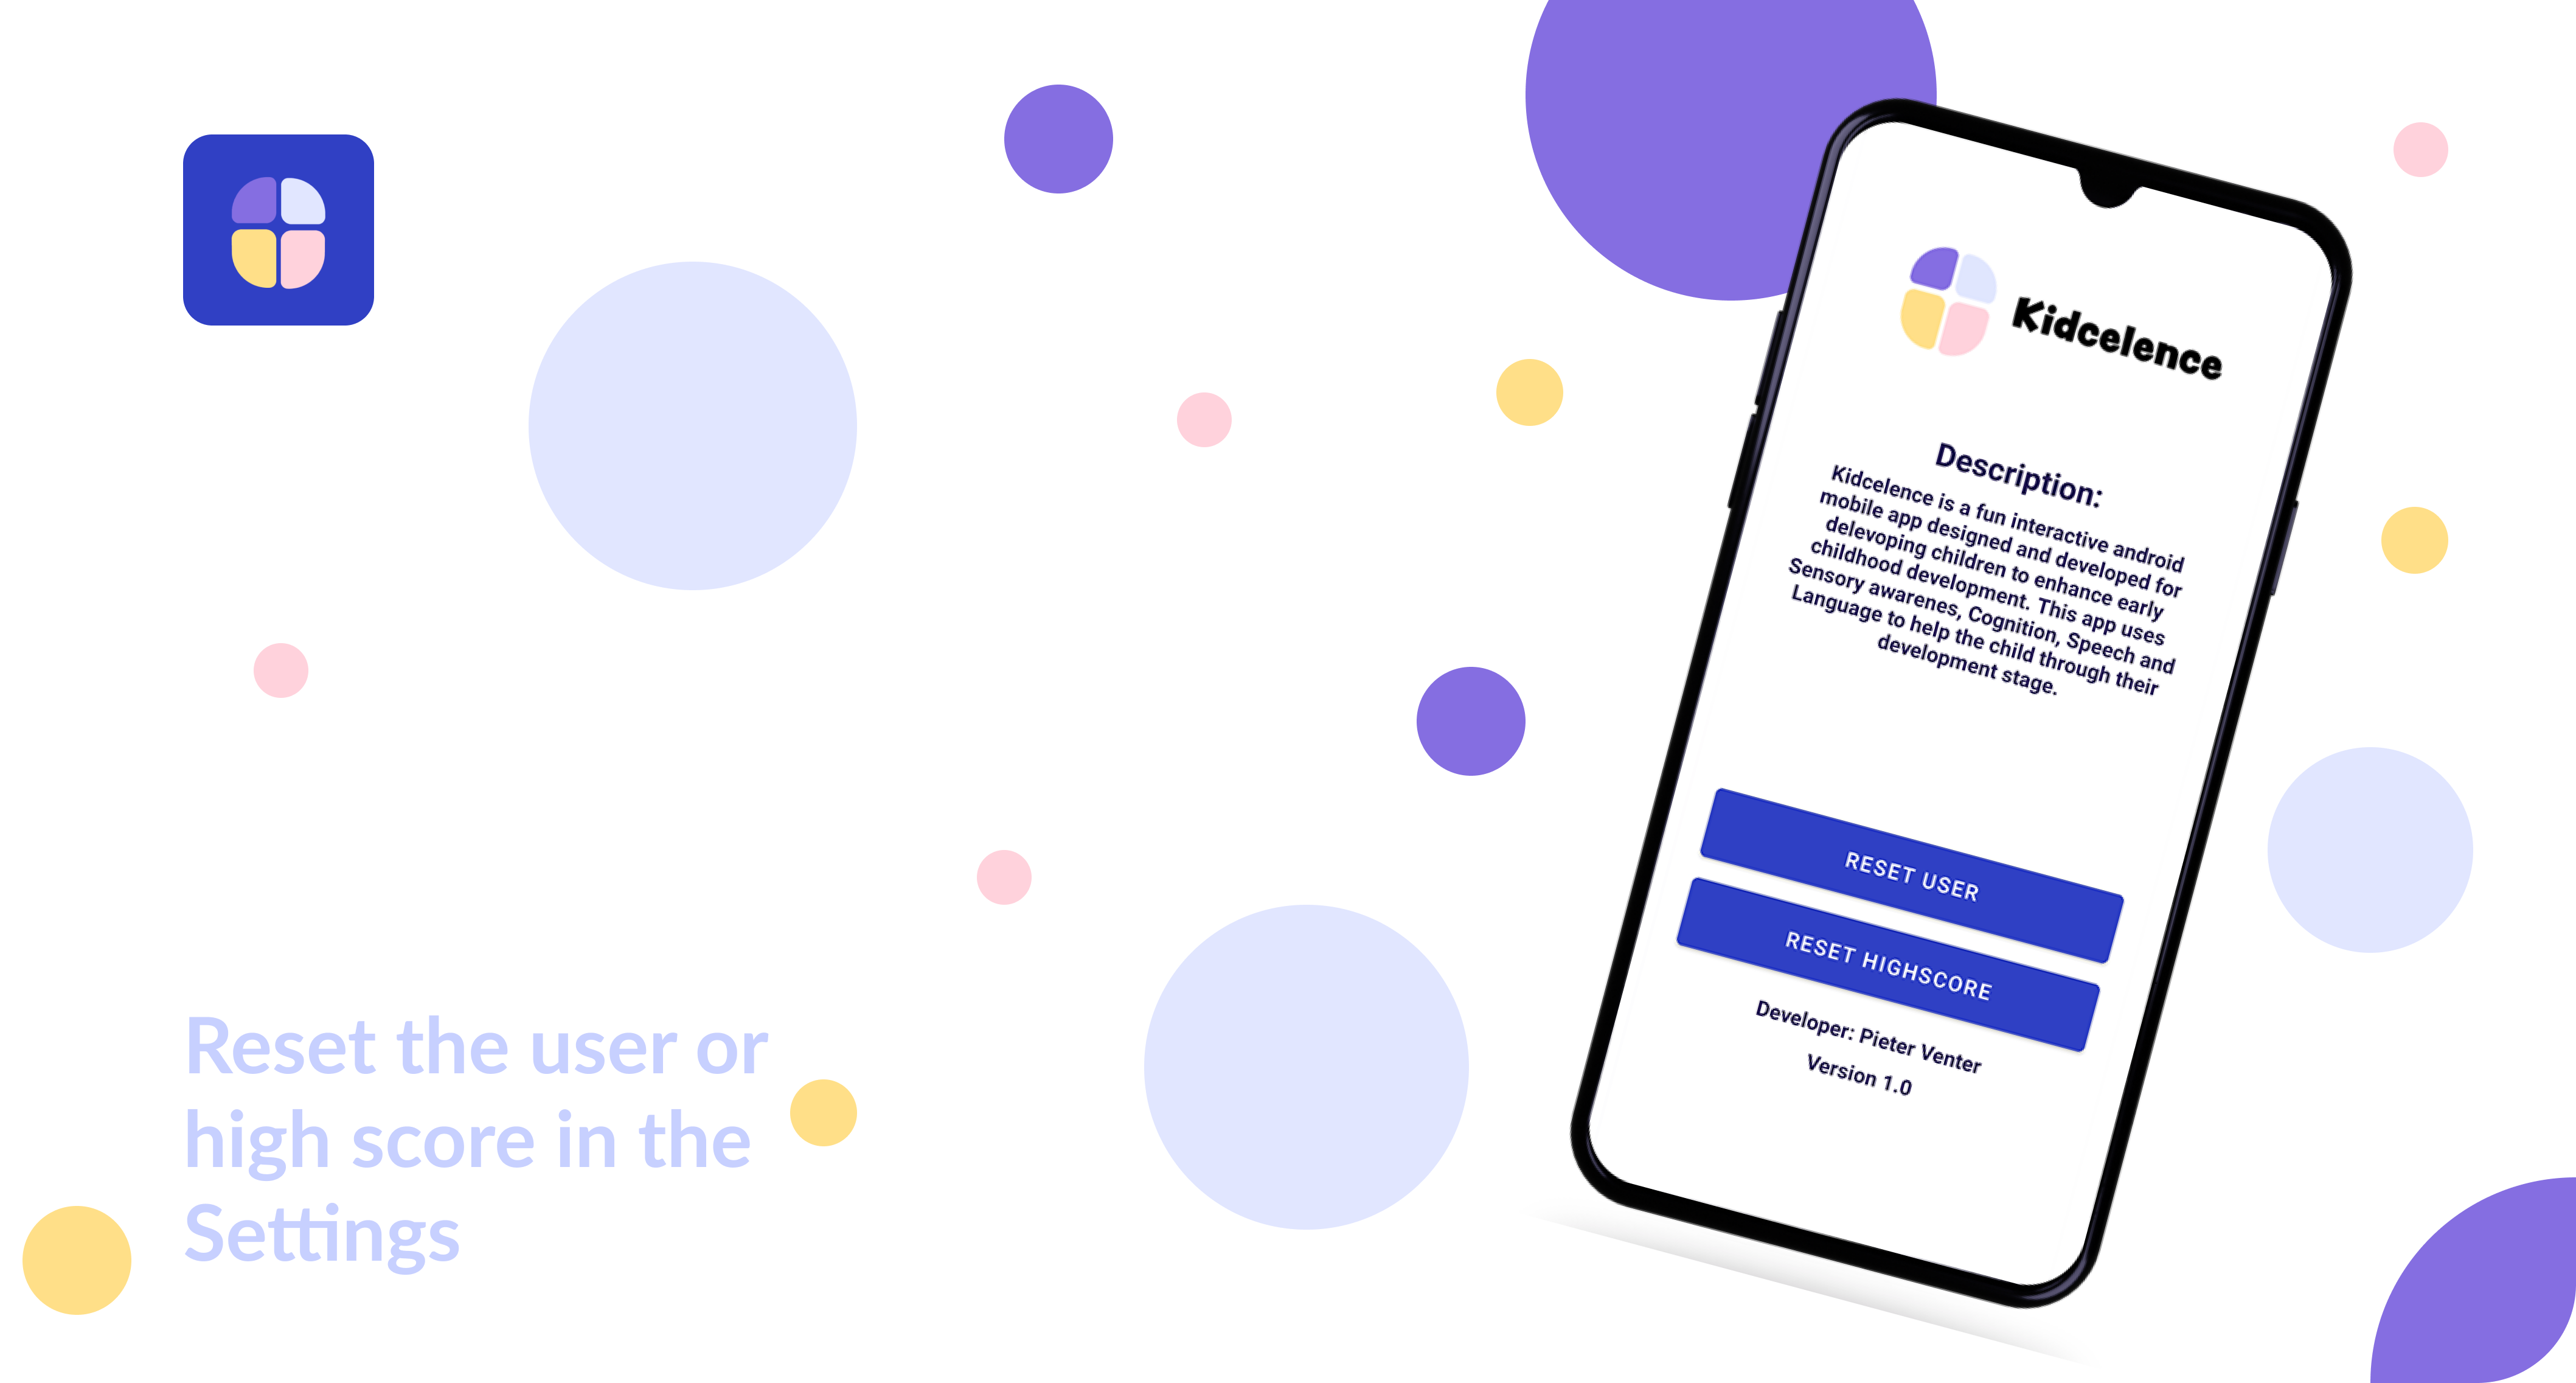 Reset the user or
high score in the
Settings
Kidcelence
Description:
Kidcelence is a fun interactive android
mobile app designed and developed for
delevoping children to enhance early
childhood development. This app uses
Sensory awarenes, Cognition, Speech and
Language to help the child through their
development stage.
RESET USER
RESET HIGHSCORE
Developer: Pieter Venter
Version 1.0